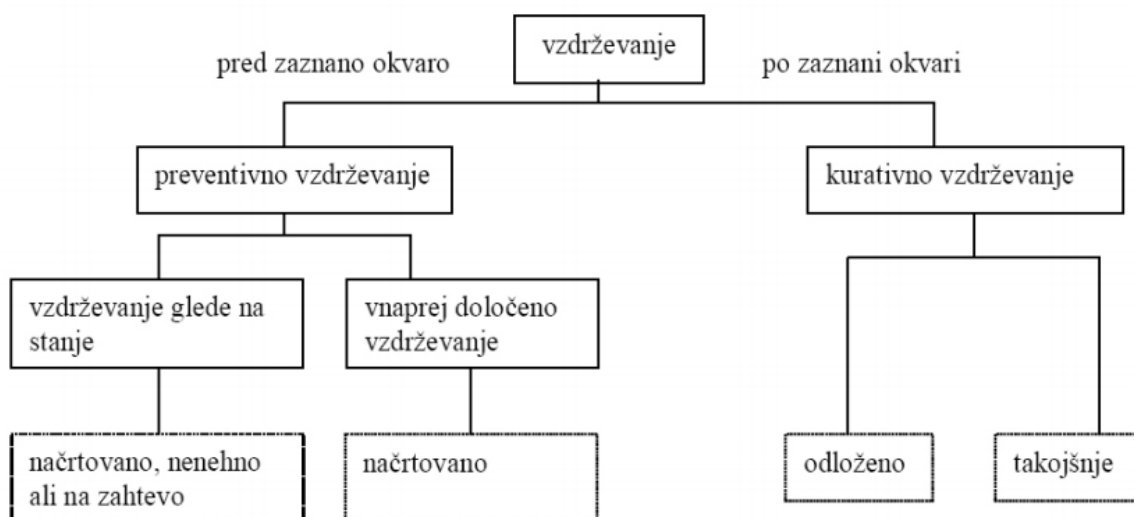 vzdrževanje
pred zaznano okvaro
po zaznani okvari
preventivno vzdrževanje
kurativno vzdrževanje
vzdrževanje glede na
stanje
vnaprej določeno
vzdrževanje
načrtovano, nenehno
ali na zahtevo
načrtovano
odloženo
takojšnje